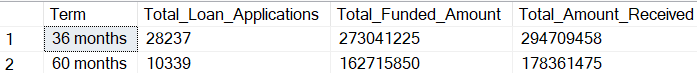 Term Total_Loan_Applications Total_Funded_Amount Total_Amount_Received
1 36 months 28237 273041225 294709458
2 60 months 10339 162715850 178361475